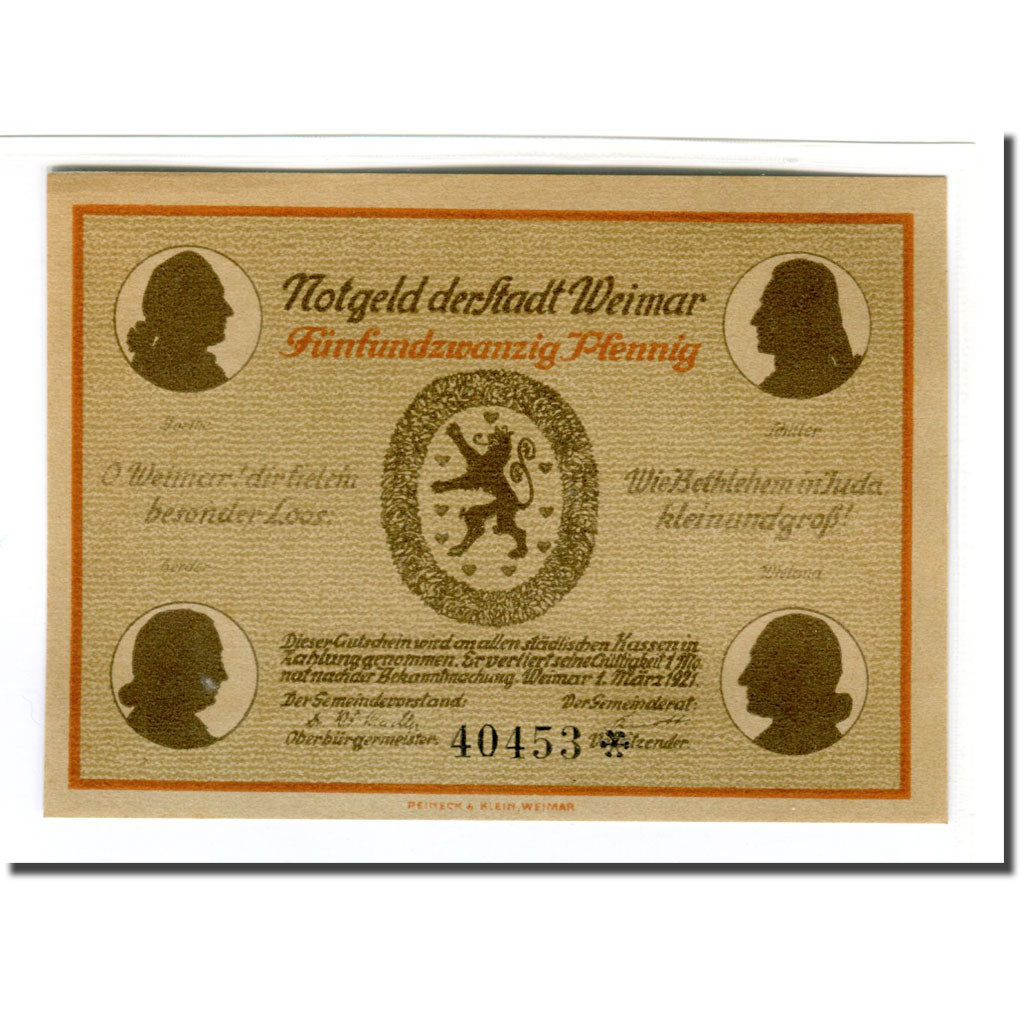 Notgeld der Stadt Weimar
Fünfundzwanzig Pfennig
Goethe
Schiller
O Weimar! dir fiel ein
besonder Loos.
Wie Bethlehem in Juda
klein und groß!
Herder
Wieland
Dieser Gutschein wird an allen städtischen Kassen in
Zahlung genommen. Er verliert seine Gültigkeit 1 Mo.
nat nach der Bekanntmachung. Weimar 1. März 1921.
Der Gemeindevorstand:
Der Gemeinderat:
Oberbürgermeister.
40453
Vorsitzender.
REINECK & KLEIN, WEIMAR